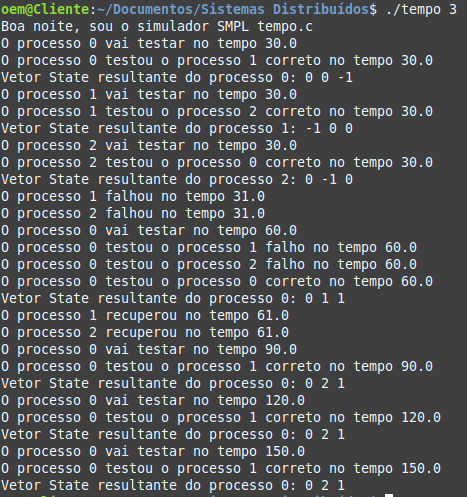 oem@Cliente:~/Documentos/Sistemas Distribuídos$ ./tempo 3
Boa noite, sou o simulador SMPL tempo.c
O processo 0 vai testar no tempo 30.0
O processo 0 testou o processo 1 correto no tempo 30.0
Vetor State resultante do processo 0: 0 0 -1
O processo 1 vai testar no tempo 30.0
O processo 1 testou o processo 2 correto no tempo 30.0
Vetor State resultante do processo 1: -1 0 0
O processo 2 vai testar no tempo 30.0
O processo 2 testou o processo 0 correto no tempo 30.0
Vetor State resultante do processo 2: 0 -1 0
O processo 1 falhou no tempo 31.0
O processo 2 falhou no tempo 31.0
O processo 0 vai testar no tempo 60.0
O processo 0 testou o processo 1 falho no tempo 60.0
O processo 0 testou o processo 2 falho no tempo 60.0
O processo 0 testou o processo 0 correto no tempo 60.0
Vetor State resultante do processo 0: 0 1 1
O processo 1 recuperou no tempo 61.0
O processo 2 recuperou no tempo 61.0
O processo 0 vai testar no tempo 90.0
O processo 0 testou o processo 1 correto no tempo 90.0
Vetor State resultante do processo 0: 0 2 1
O processo 0 vai testar no tempo 120.0
O processo 0 testou o processo 1 correto no tempo 120.0
Vetor State resultante do processo 0: 0 2 1
O processo 0 vai testar no tempo 150.0
O processo 0 testou o processo 1 correto no tempo 150.0
Vetor State resultante do processo 0: 0 2 1